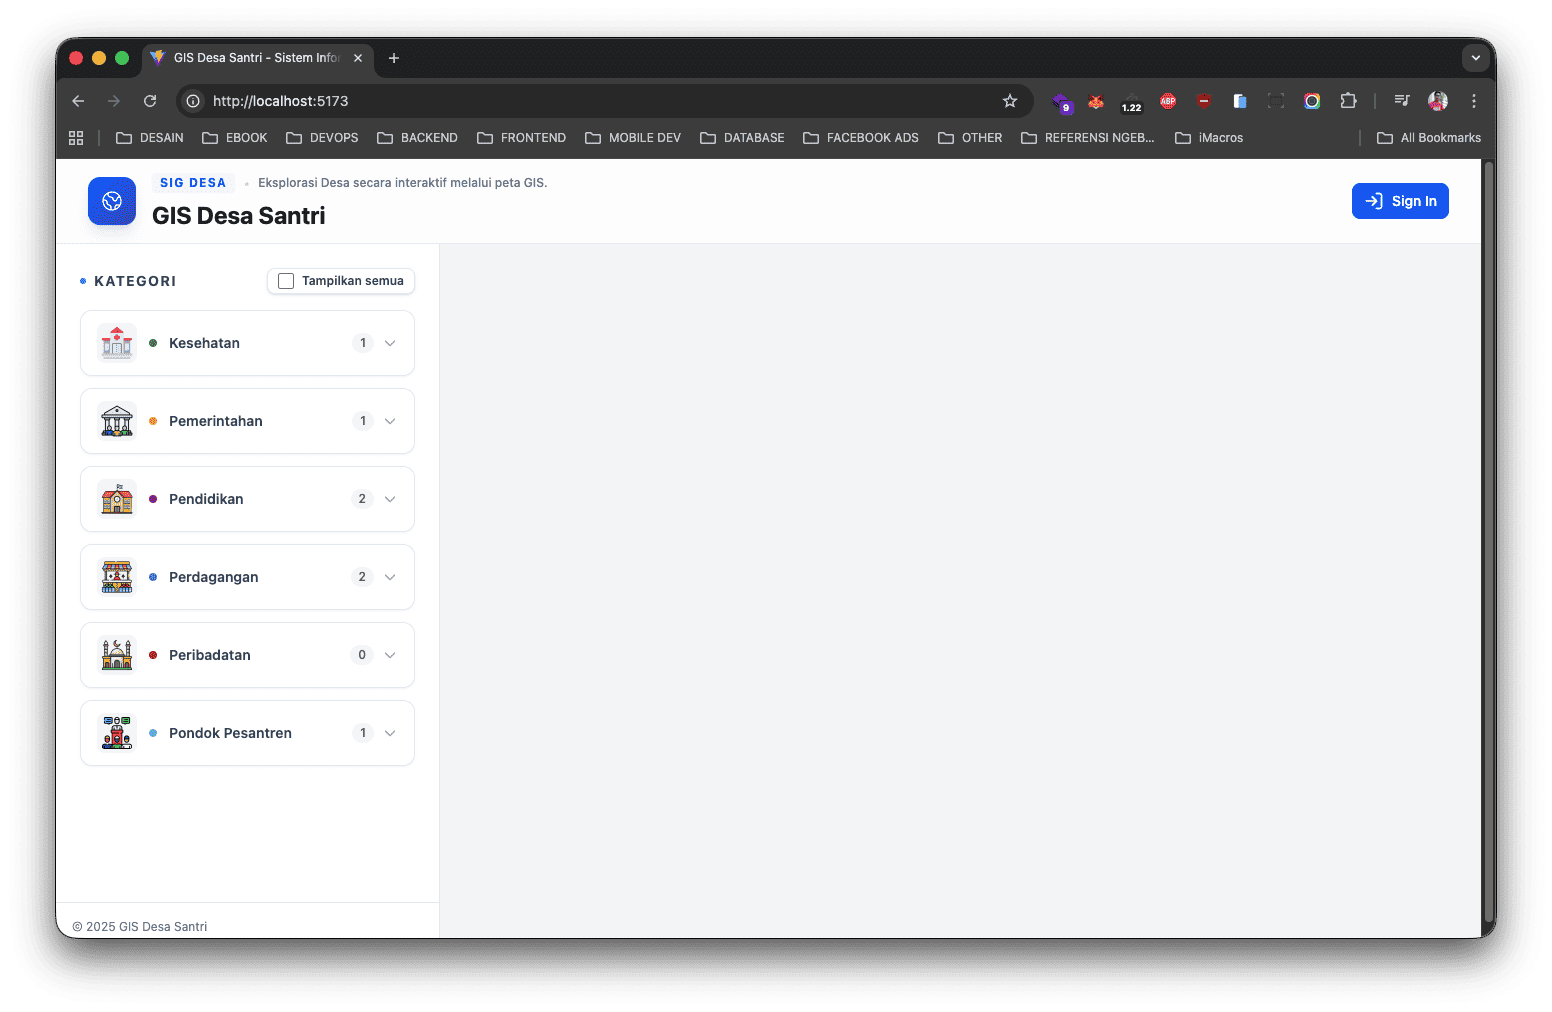 GIS Desa Santri - Sistem Infor
http://localhost:5173
9
1.22
ABP
DESAIN
EBOOK
DEVOPS
BACKEND
FRONTEND
MOBILE DEV
DATABASE
FACEBOOK ADS
OTHER
REFERENSI NGEB...
iMacros
All Bookmarks
SIG DESA
Eksplorasi Desa secara interaktif melalui peta GIS.
GIS Desa Santri
Sign In
KATEGORI
Tampilkan semua
Kesehatan 1
Pemerintahan 1
Pendidikan 2
Perdagangan 2
Peribadatan 0
Pondok Pesantren 1
© 2025 GIS Desa Santri